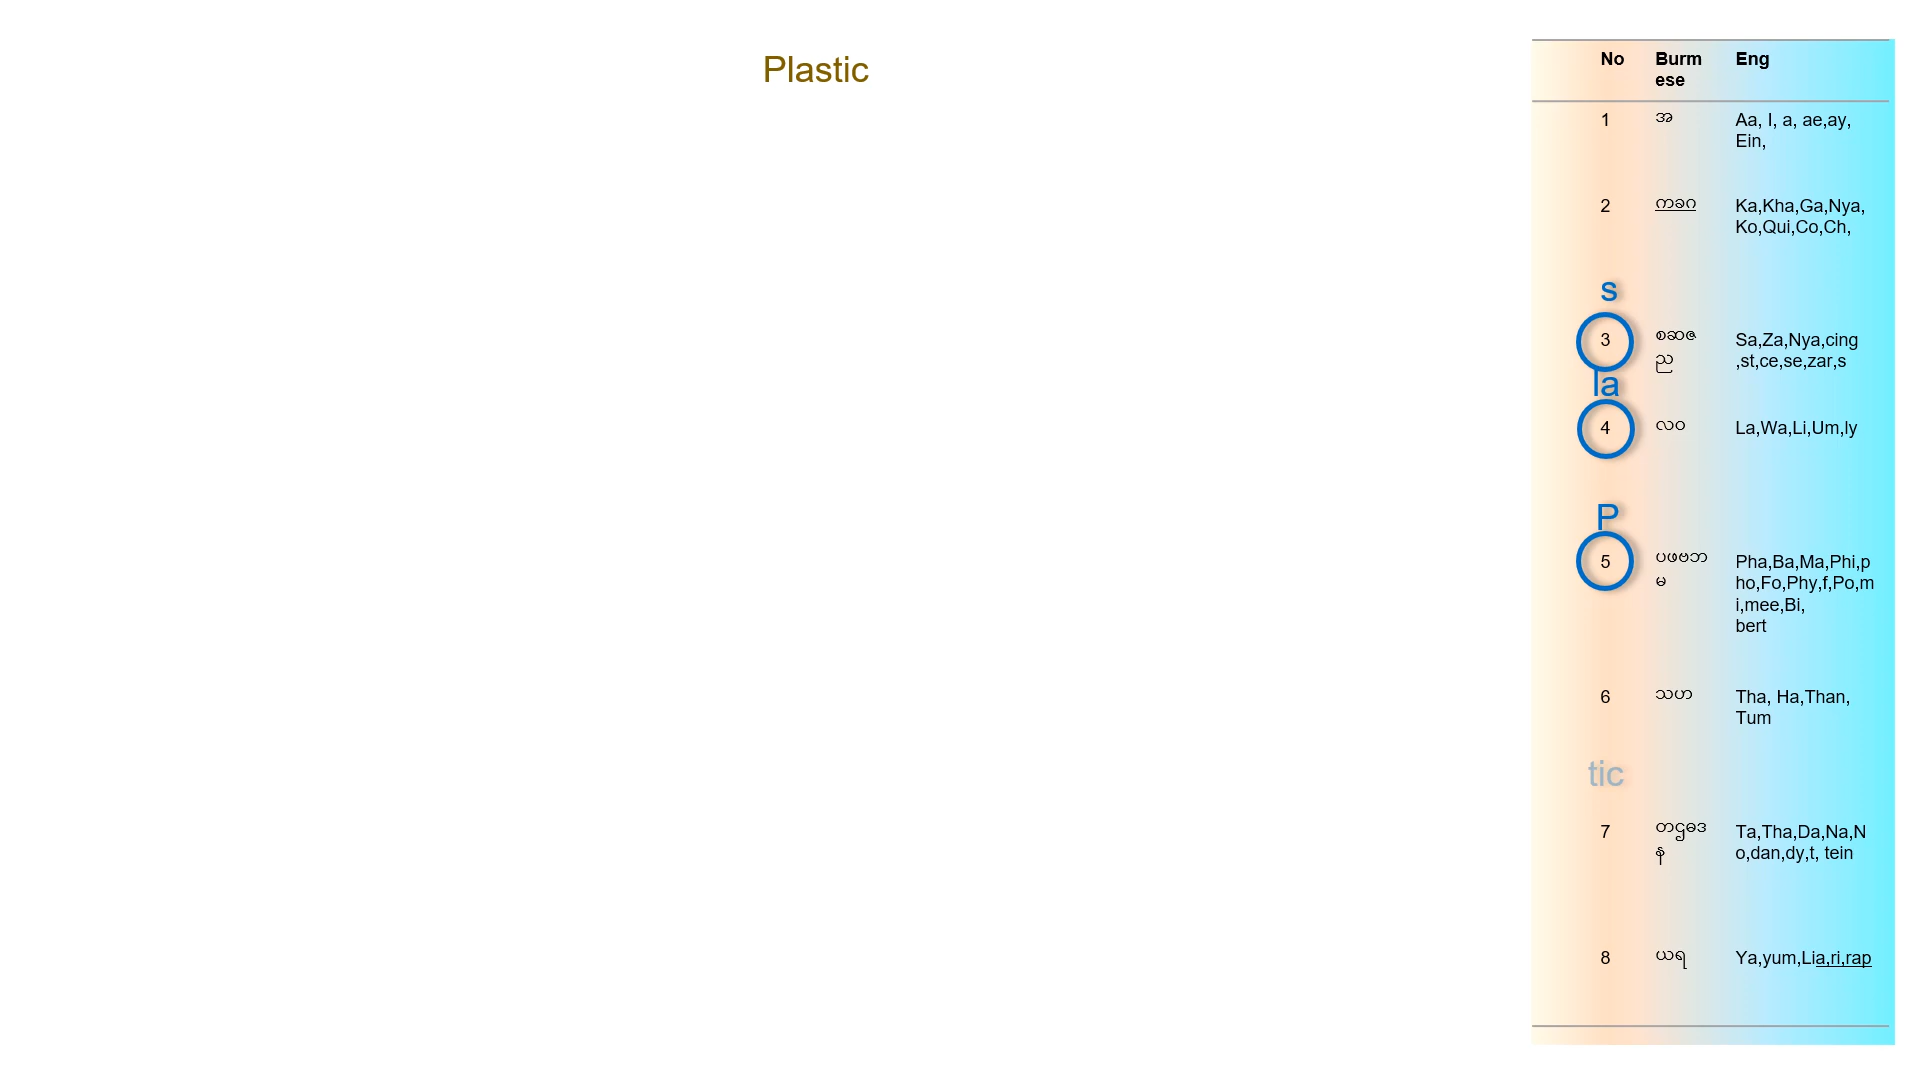 Plastic
No Burm Eng
ese
1 အ Aa, I, a, ae,ay,
Ein,
2 ကခဂ Ka,Kha,Ga,Nya,
Ko,Qui,Co,Ch,
s
3 စဆဇ Sa,Za,Nya,cing
ည ,st,ce,se,zar,s
la
4 လဝ La,Wa,Li,Um,ly
P
5 ပဖဗဘ Pha,Ba,Ma,Phi,p
မ ho,Fo,Phy,f,Po,m
i,mee,Bi,
bert
6 သဟ Tha, Ha,Than,
Tum
tic
7 တဌဓဒ Ta,Tha,Da,Na,N
န o,dan,dy,t, tein
8 ယရ Ya,yum,Lia,ri,rap